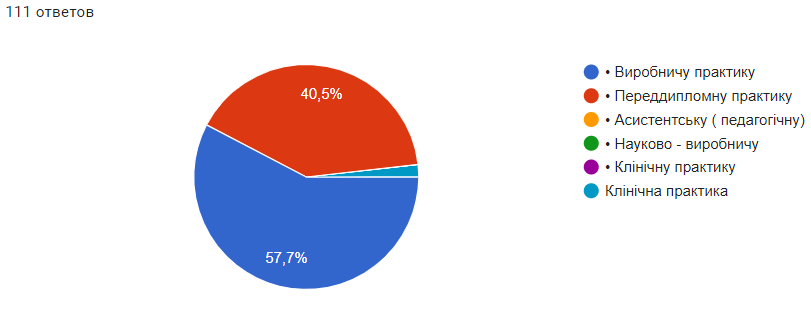 111 ответов
40,5%
57,7%
• Виробничу практику
• Переддипломну практику
• Асистентську ( педагогічну)
• Науково - виробничу
• Клінічну практику
Клінічна практика